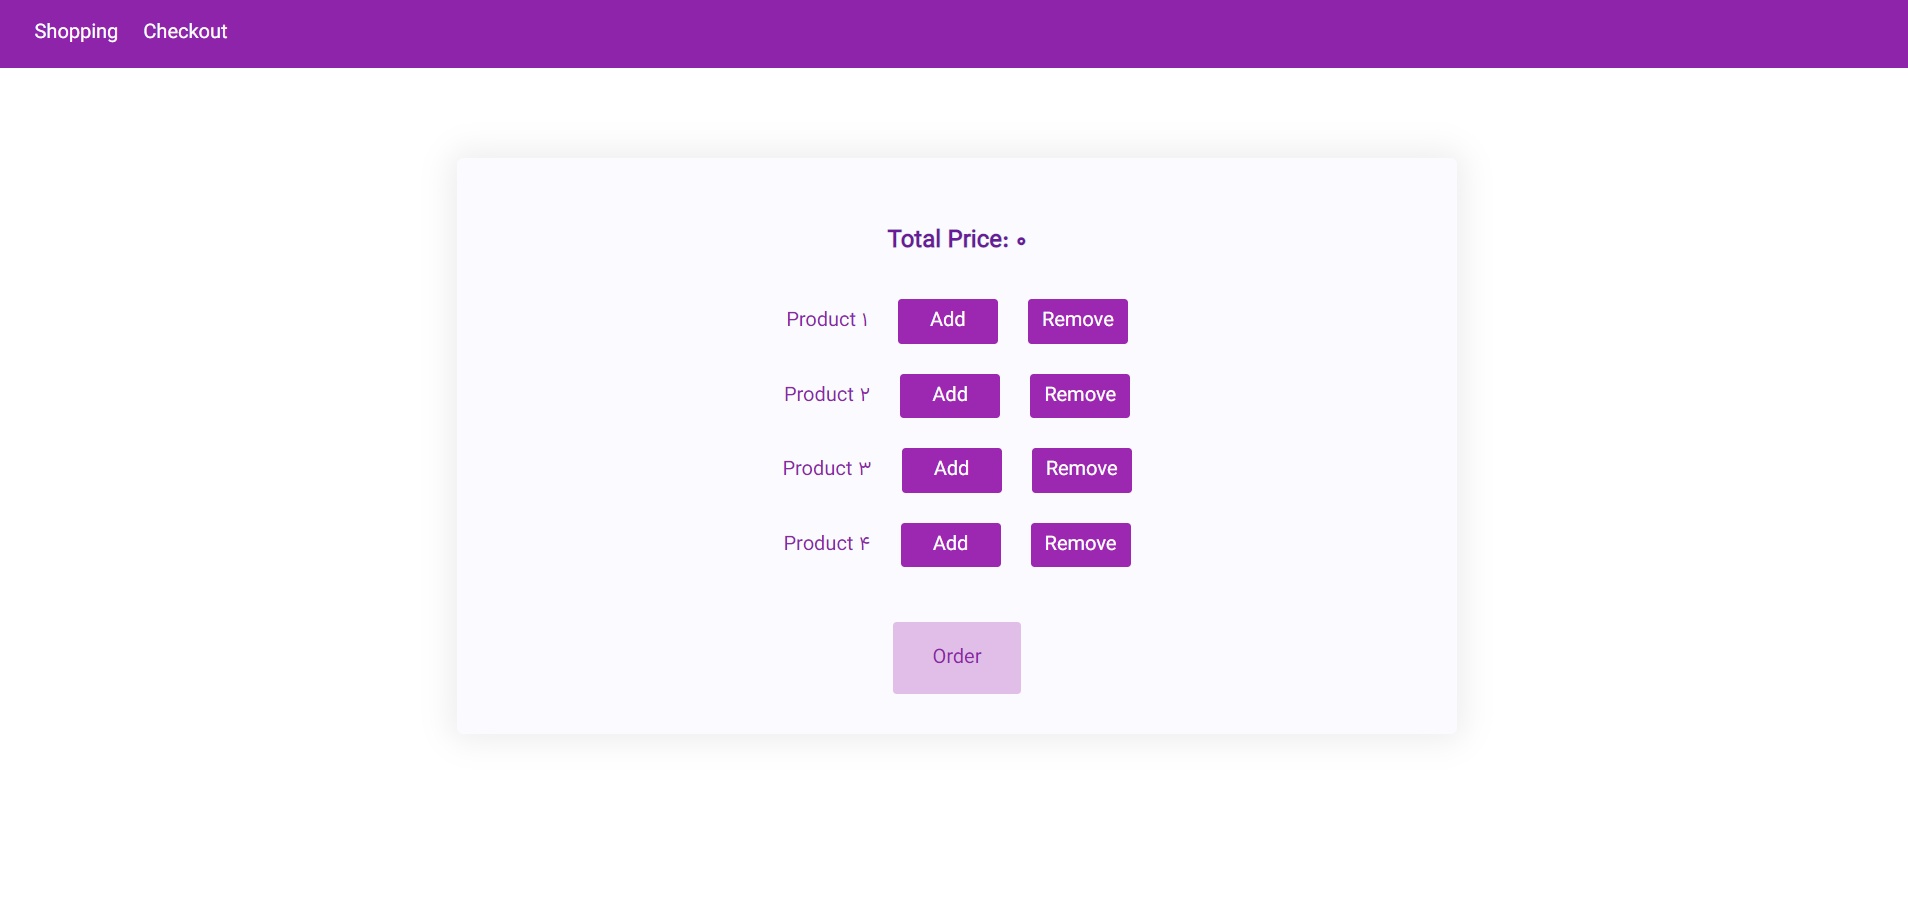 Shopping Checkout
Total Price: ۰
Product ۱ Add Remove
Product ۲ Add Remove
Product ۳ Add Remove
Product ۴ Add Remove
Order